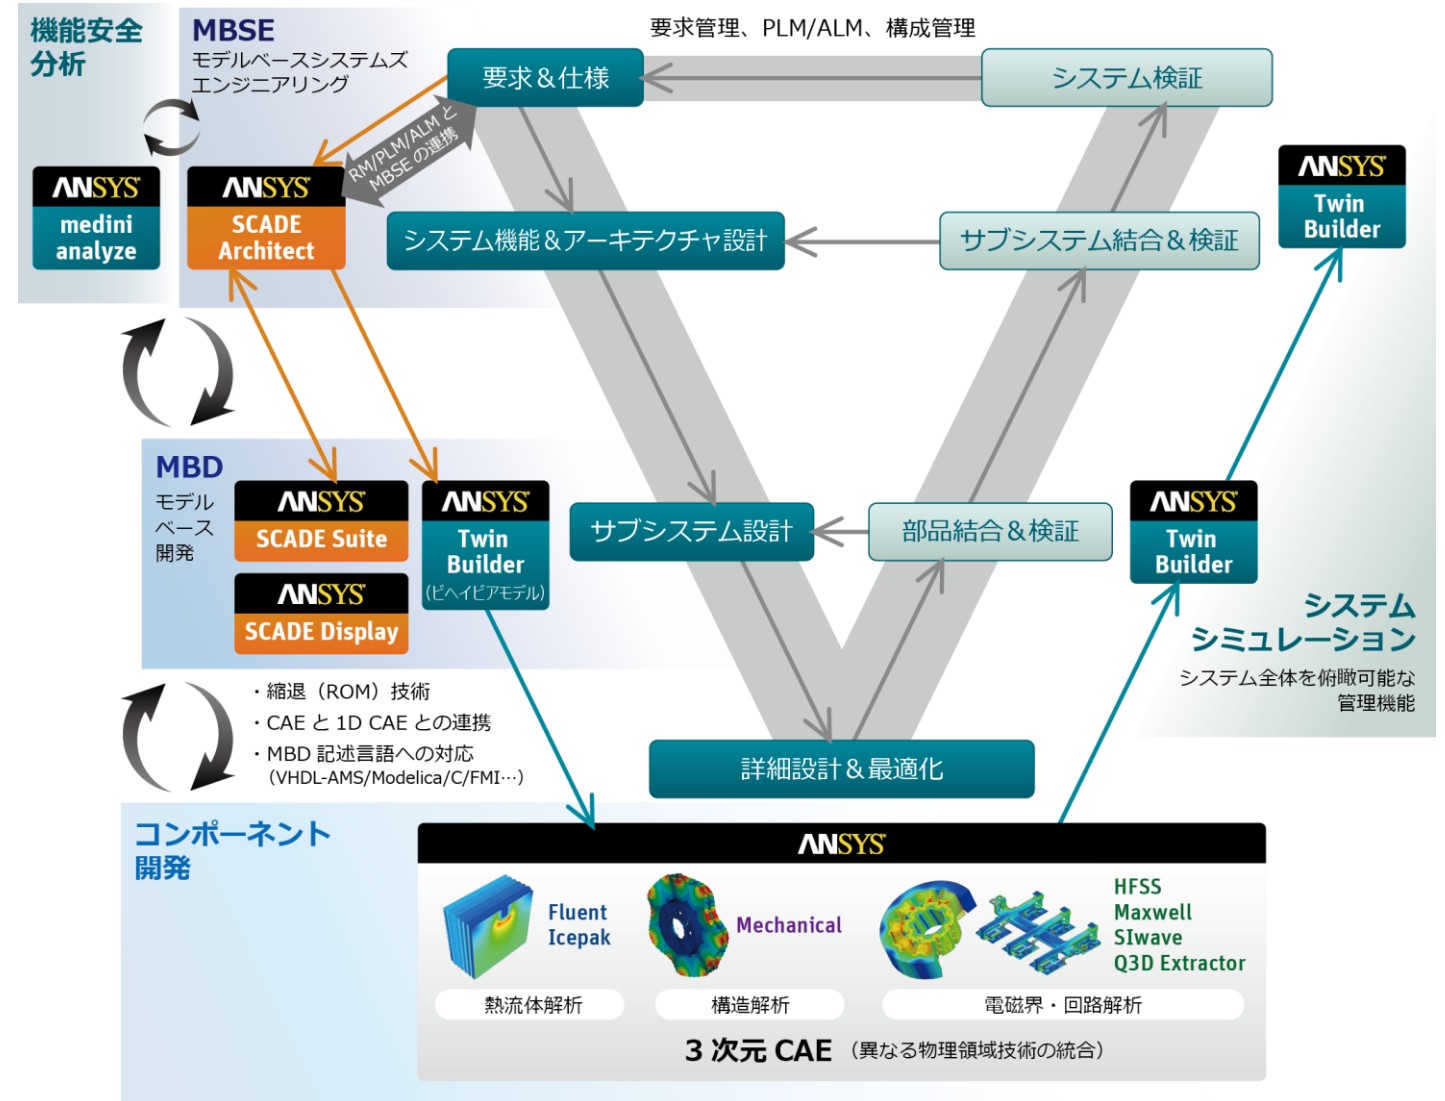 機能安全
分析
MBSE
モデルベースシステムズ
エンジニアリング
要求管理、PLM/ALM、構成管理
要求＆仕様
システム検証
RM/PLM/ALM と
MBSE の連携
ANSYS
medini
analyze
ANSYS
SCADE
Architect
システム機能＆アーキテクチャ設計
サブシステム結合＆検証
ANSYS
Twin
Builder
MBD
モデル
ベース
開発
ANSYS
SCADE Suite
ANSYS
SCADE Display
ANSYS
Twin
Builder
（ビヘイビアモデル）
サブシステム設計
部品結合＆検証
ANSYS
Twin
Builder
システム
シミュレーション
システム全体を俯瞰可能な
管理機能
・縮退（ROM）技術
・CAE と 1D CAE との連携
・MBD 記述言語への対応
（VHDL-AMS/Modelica/C/FMI…）
詳細設計＆最適化
コンポーネント
開発
ANSYS
Fluent
Icepak
Mechanical
HFSS
Maxwell
SIwave
Q3D Extractor
熱流体解析
構造解析
電磁界・回路解析
3 次元 CAE （異なる物理領域技術の統合）